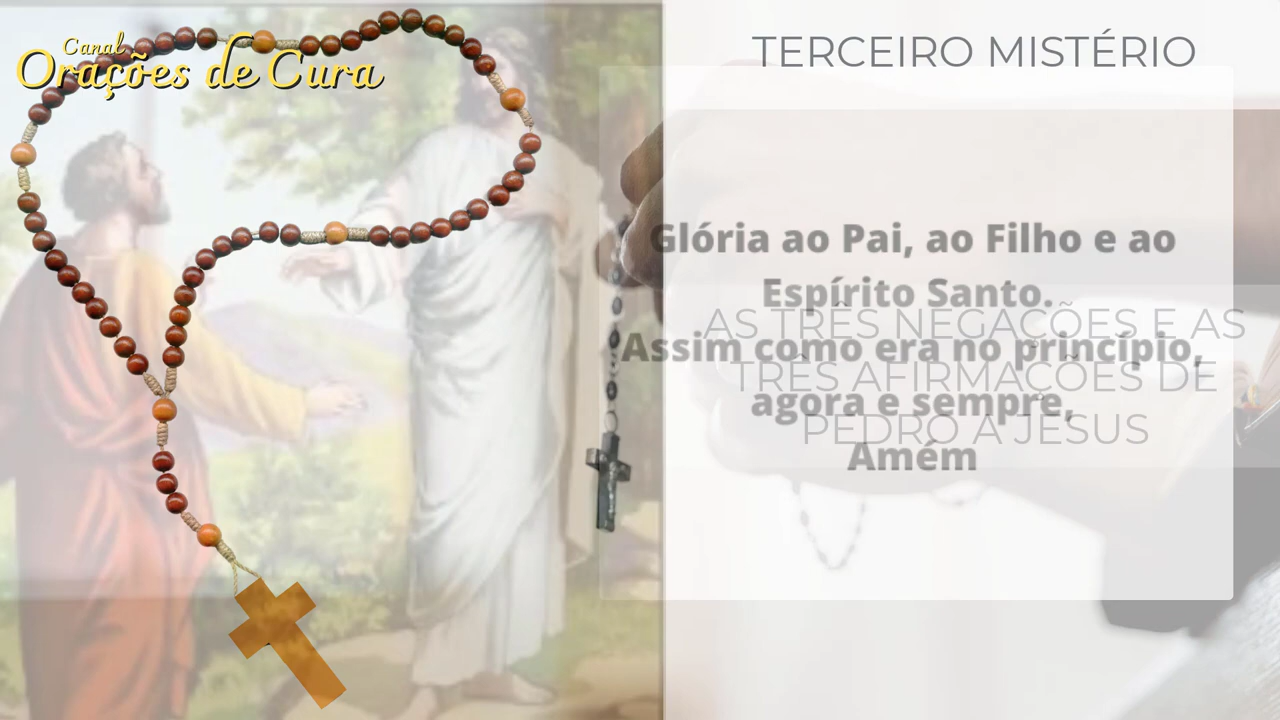 Canal
Orações de Cura
TERCEIRO MISTÉRIO
Glória ao Pai, ao Filho e ao
Espírito Santo.
Assim como era no princípio,
agora e sempre,
Amém
AS TRÊS NEGAÇÕES E AS
TRÊS AFIRMAÇÕES DE
PEDRO A JESUS